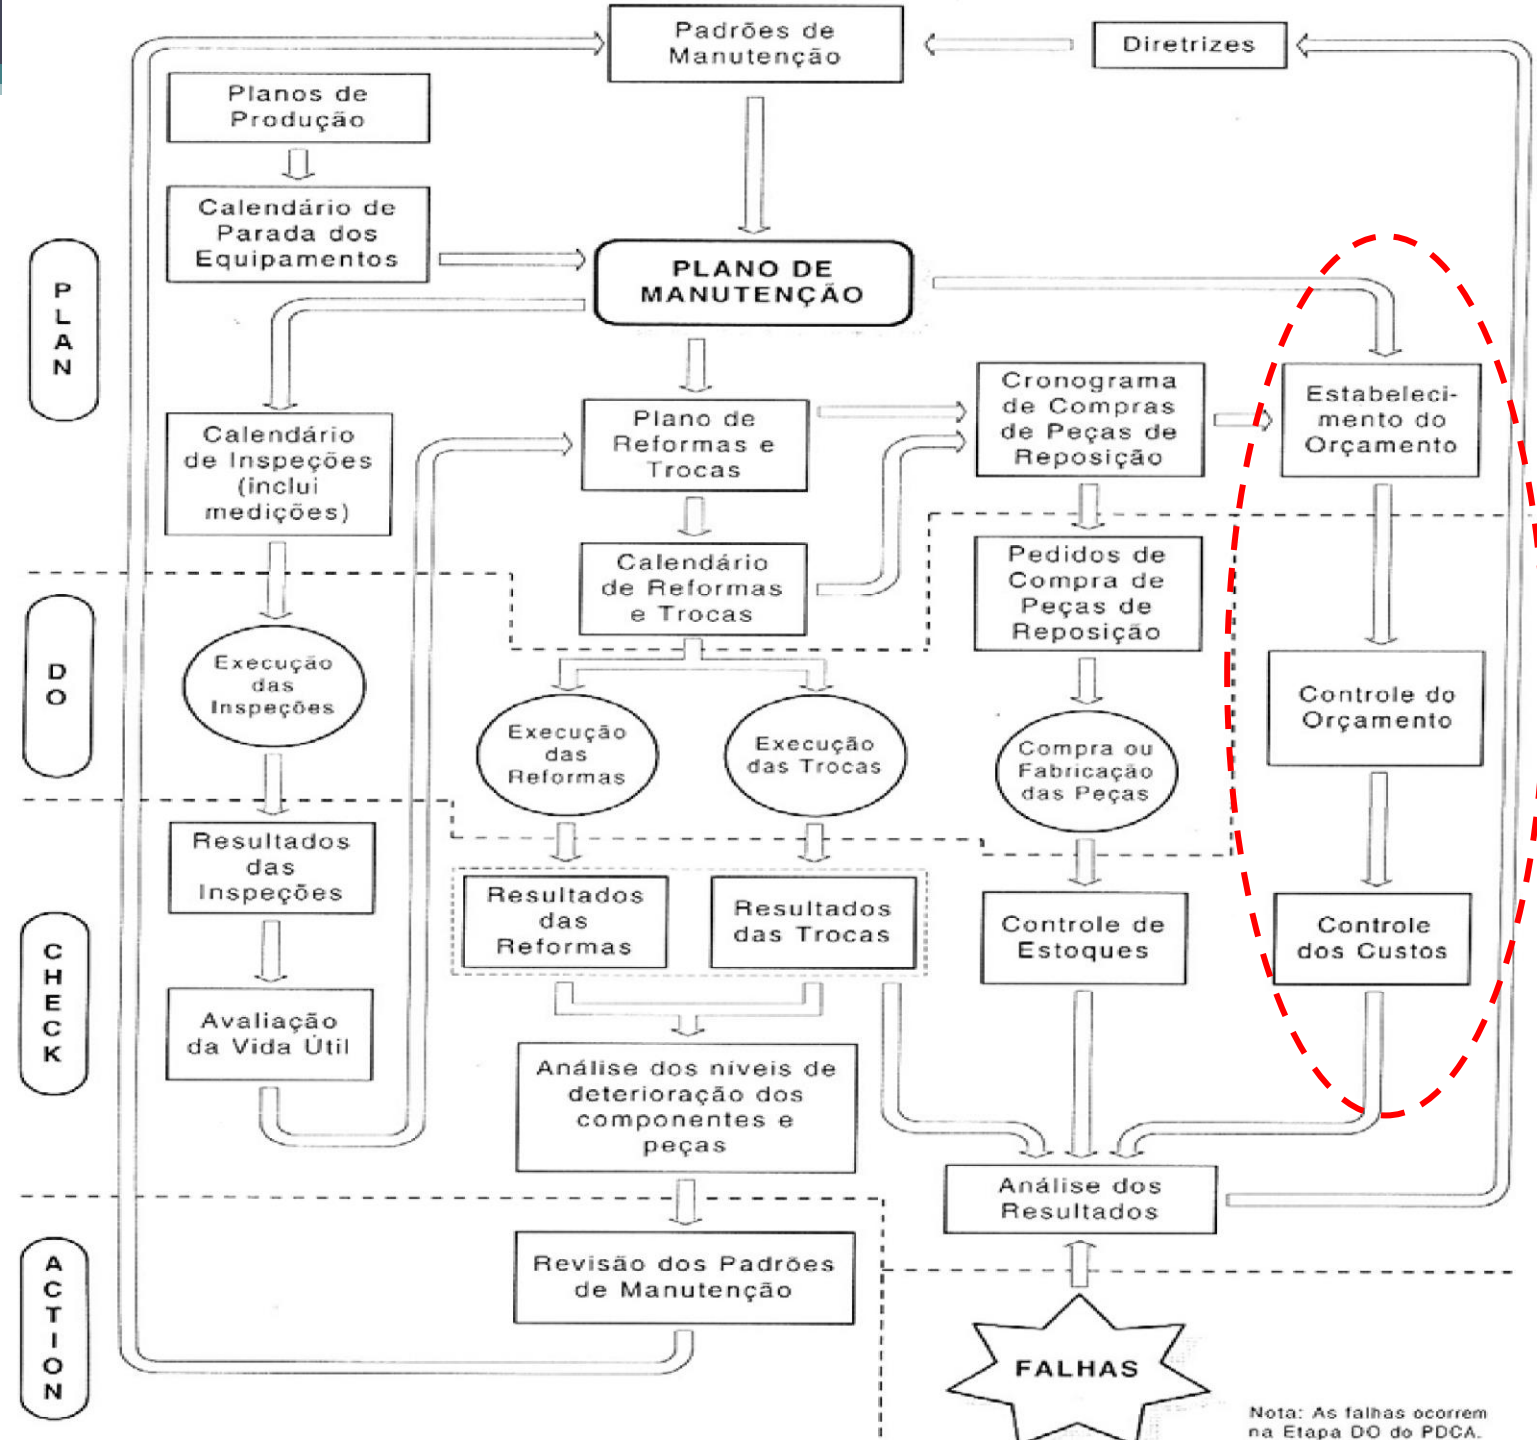 Padrões de
Manutenção
Diretrizes
Planos de
Produção
Calendário de
Parada dos
Equipamentos
PLANO DE
MANUTENÇÃO
P
L
A
N
Calendário
de Inspeções
(inclui
medições)
Plano de
Reformas e
Trocas
Cronograma
de Compras
de Peças de
Reposição
Estabeleci-
mento do
Orçamento
Calendário
de Reformas
e Trocas
Pedidos de
Compra de
Peças de
Reposição
D
O
Execução
das
Inspeções
Execução
das
Reformas
Execução
das Trocas
Compra ou
Fabricação
das Peças
Controle do
Orçamento
C
H
E
C
K
Resultados
das
Inspeções
Resultados
das
Reformas
Resultados
das Trocas
Controle de
Estoques
Controle
dos Custos
Avaliação
da Vida Útil
Análise dos níveis de
deterioração dos
componentes e
peças
Análise dos
Resultados
A
C
T
I
O
N
Revisão dos Padrões
de Manutenção
FALHAS
Nota: As falhas ocorrem
na Etapa DO do PDCA.